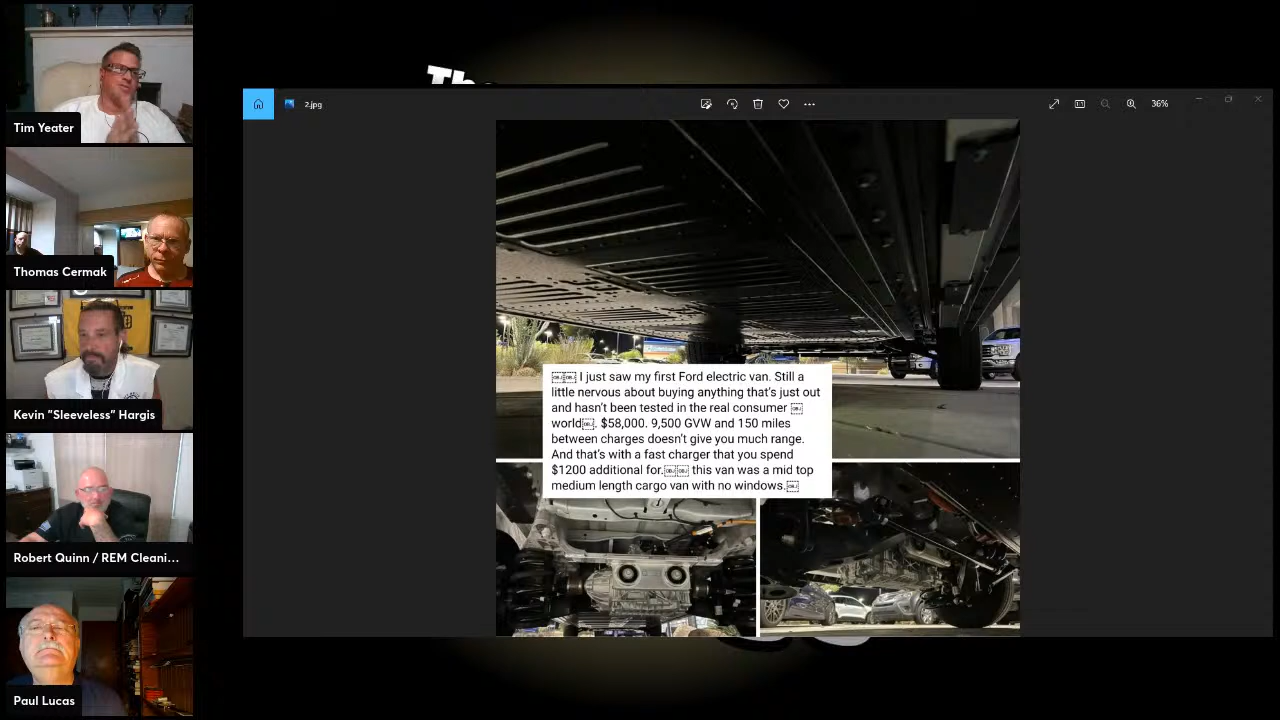 The
2.jpg
36%
Tim Yeater
Thomas Cermak
Kevin "Sleeveless" Hargis
Robert Quinn / REM Cleani...
Paul Lucas
I just saw my first Ford electric van. Still a
little nervous about buying anything that's just out
and hasn't been tested in the real consumer
world. $58,000. 9,500 GVW and 150 miles
between charges doesn't give you much range.
And that's with a fast charger that you spend
$1200 additional for. this van was a mid top
medium length cargo van with no windows.